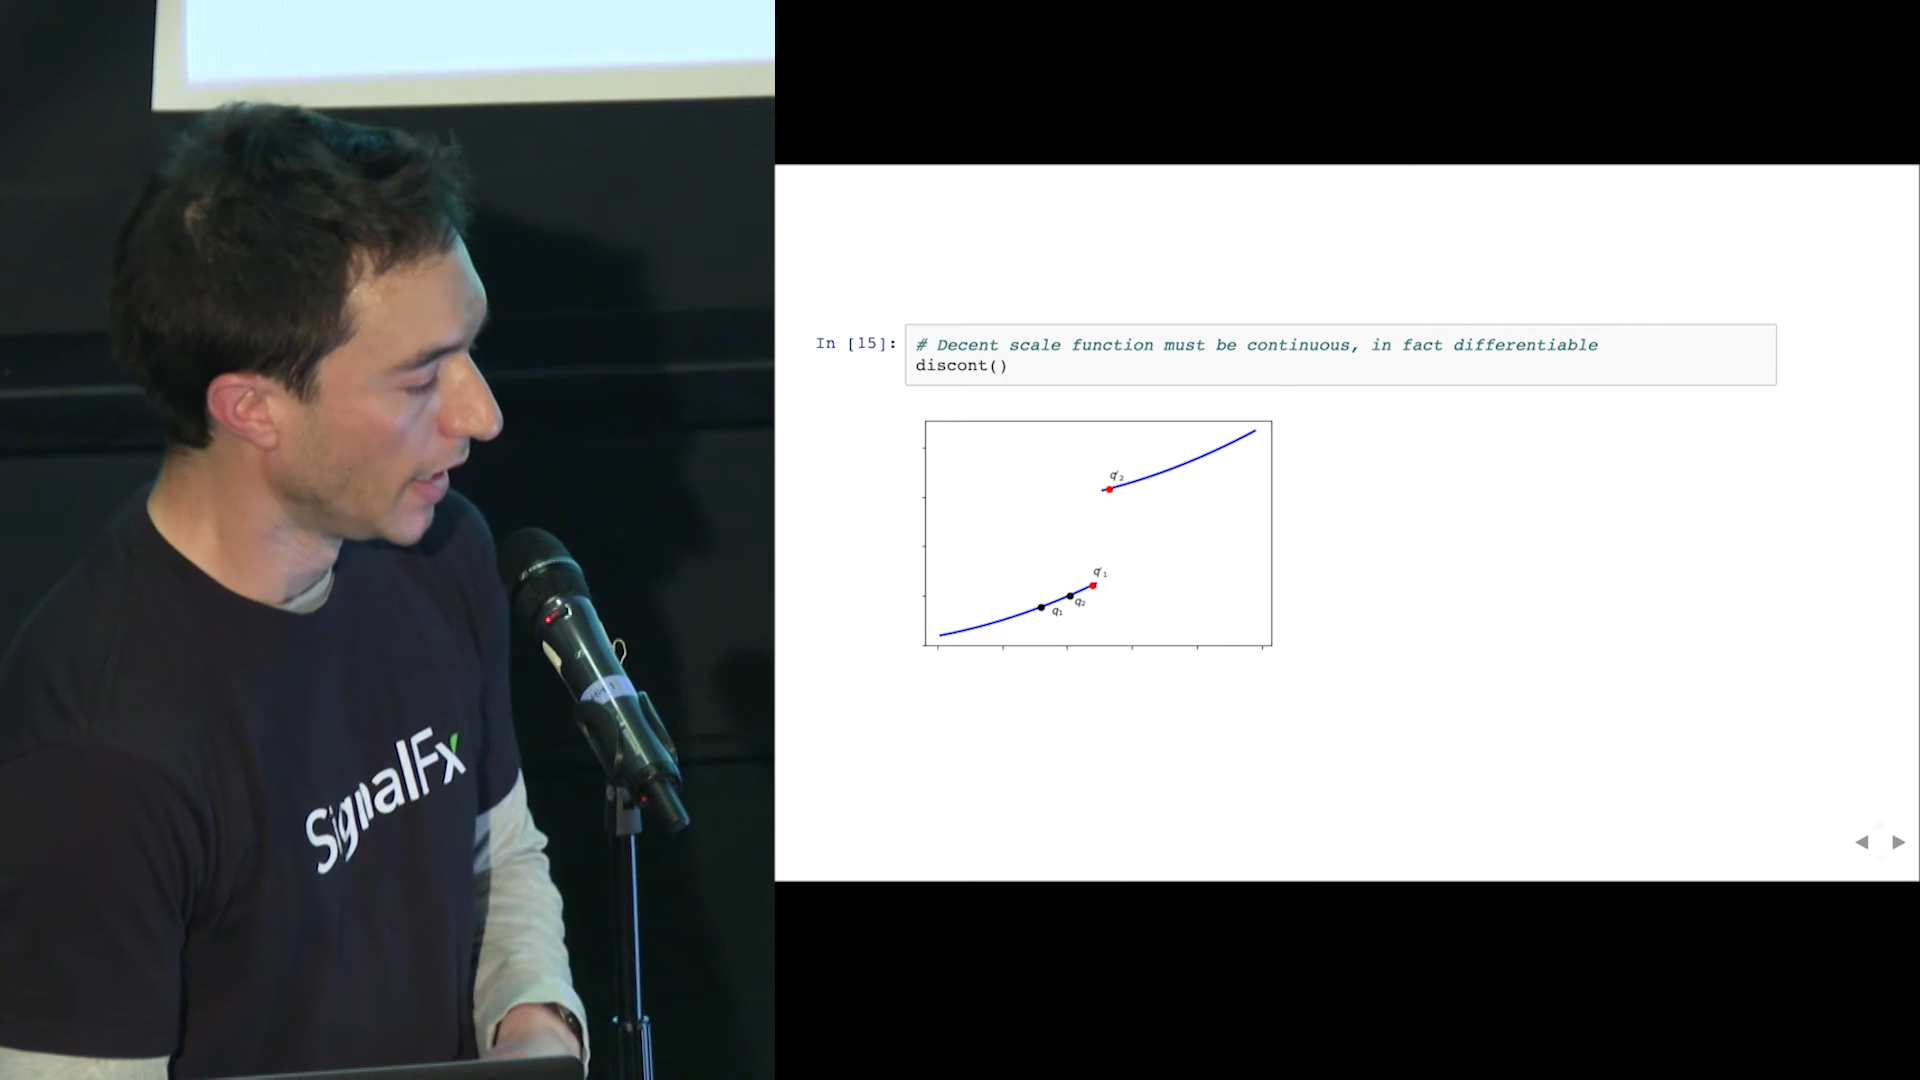 SignalFx
In [15]:
# Decent scale function must be continuous, in fact differentiable
discont()
q'₂
q'₁
q₁
q₂